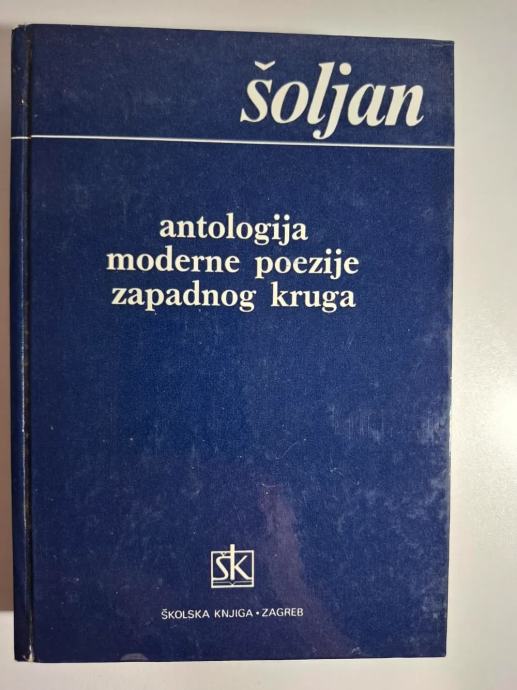 šoljan
antologija
moderne poezije
zapadnog kruga
šk
ŠKOLSKA KNJIGA • ZAGREB